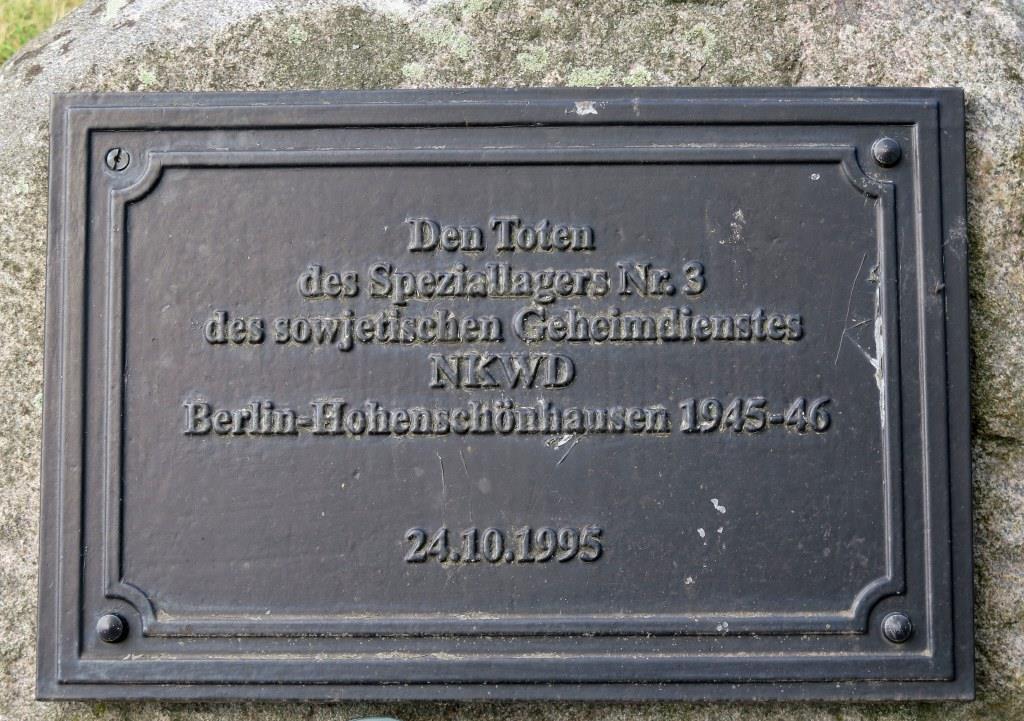 Den Toten
des Speziallagers Nr. 3
des sowjetischen Geheimdienstes
NKWD
Berlin-Hohenschönhausen 1945-46
24.10.1995